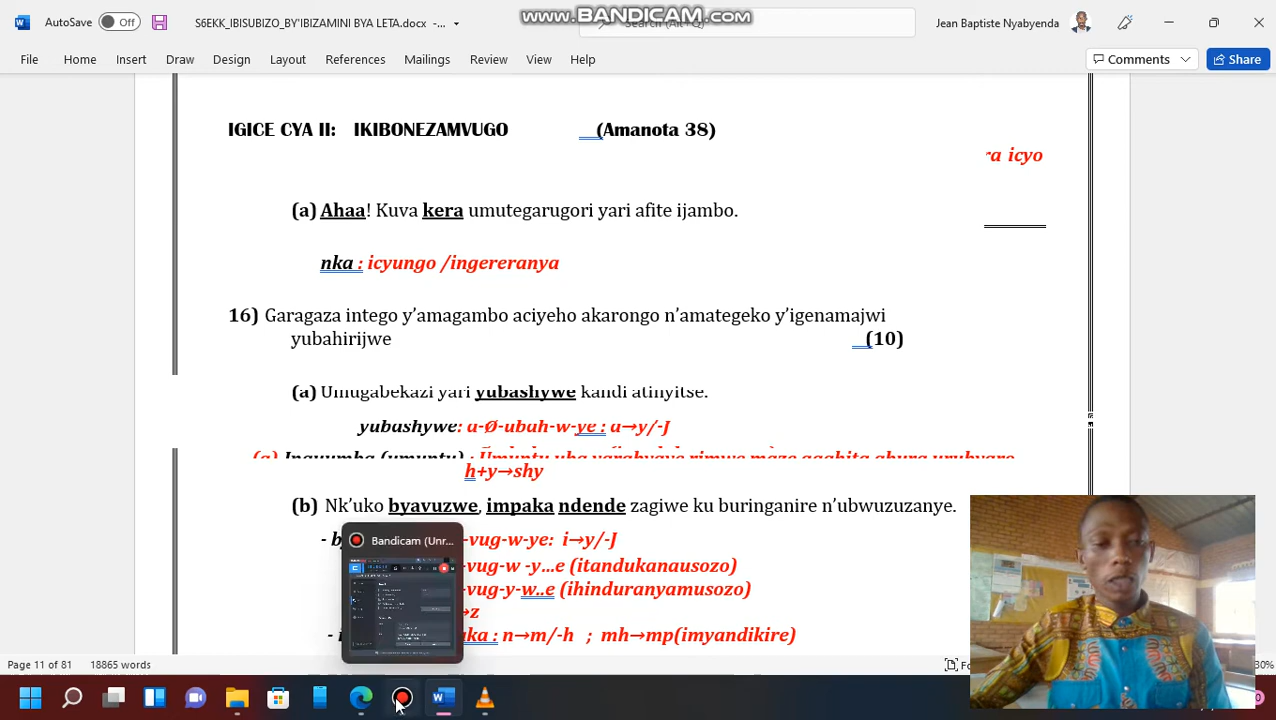 AutoSave Off S6EKK_IBISUBIZO_BY'IBIZAMINI BYA LETA.docx -...
www.BANDICAM.com
Jean Baptiste Nyabyenda
File Home Insert Draw Design Layout References Mailings Review View Help Comments Share
IGICE CYA II: IKIBONEZAMVUGO (Amanota 38)
ra icyo
(a) Ahaa! Kuva kera umutegarugori yari afite ijambo.
nka : icyungo /ingereranya
16) Garagaza intego y'amagambo aciyeho akarongo n'amategeko y'igenamajwi
yubahirijwe (10)
(a) Umugabekazi yari yubashywe kandi atinyitse.
yubashywe: a-Ø-ubah-w-ye : a→y/-J
h+y→shy
(b) Nk'uko byavuzwe, impaka ndende zagiwe ku buringanire n'ubwuzuzanye.
-vug-w-ye: i→y/-J
-vug-w -y...e (itandukanausozo)
-vug-y-w..e (ihinduranyamusozo)
→z
aka : n→m/-h ; mh→mp(imyandikire)
Bandicam (Unr...
Page 11 of 81 18865 words